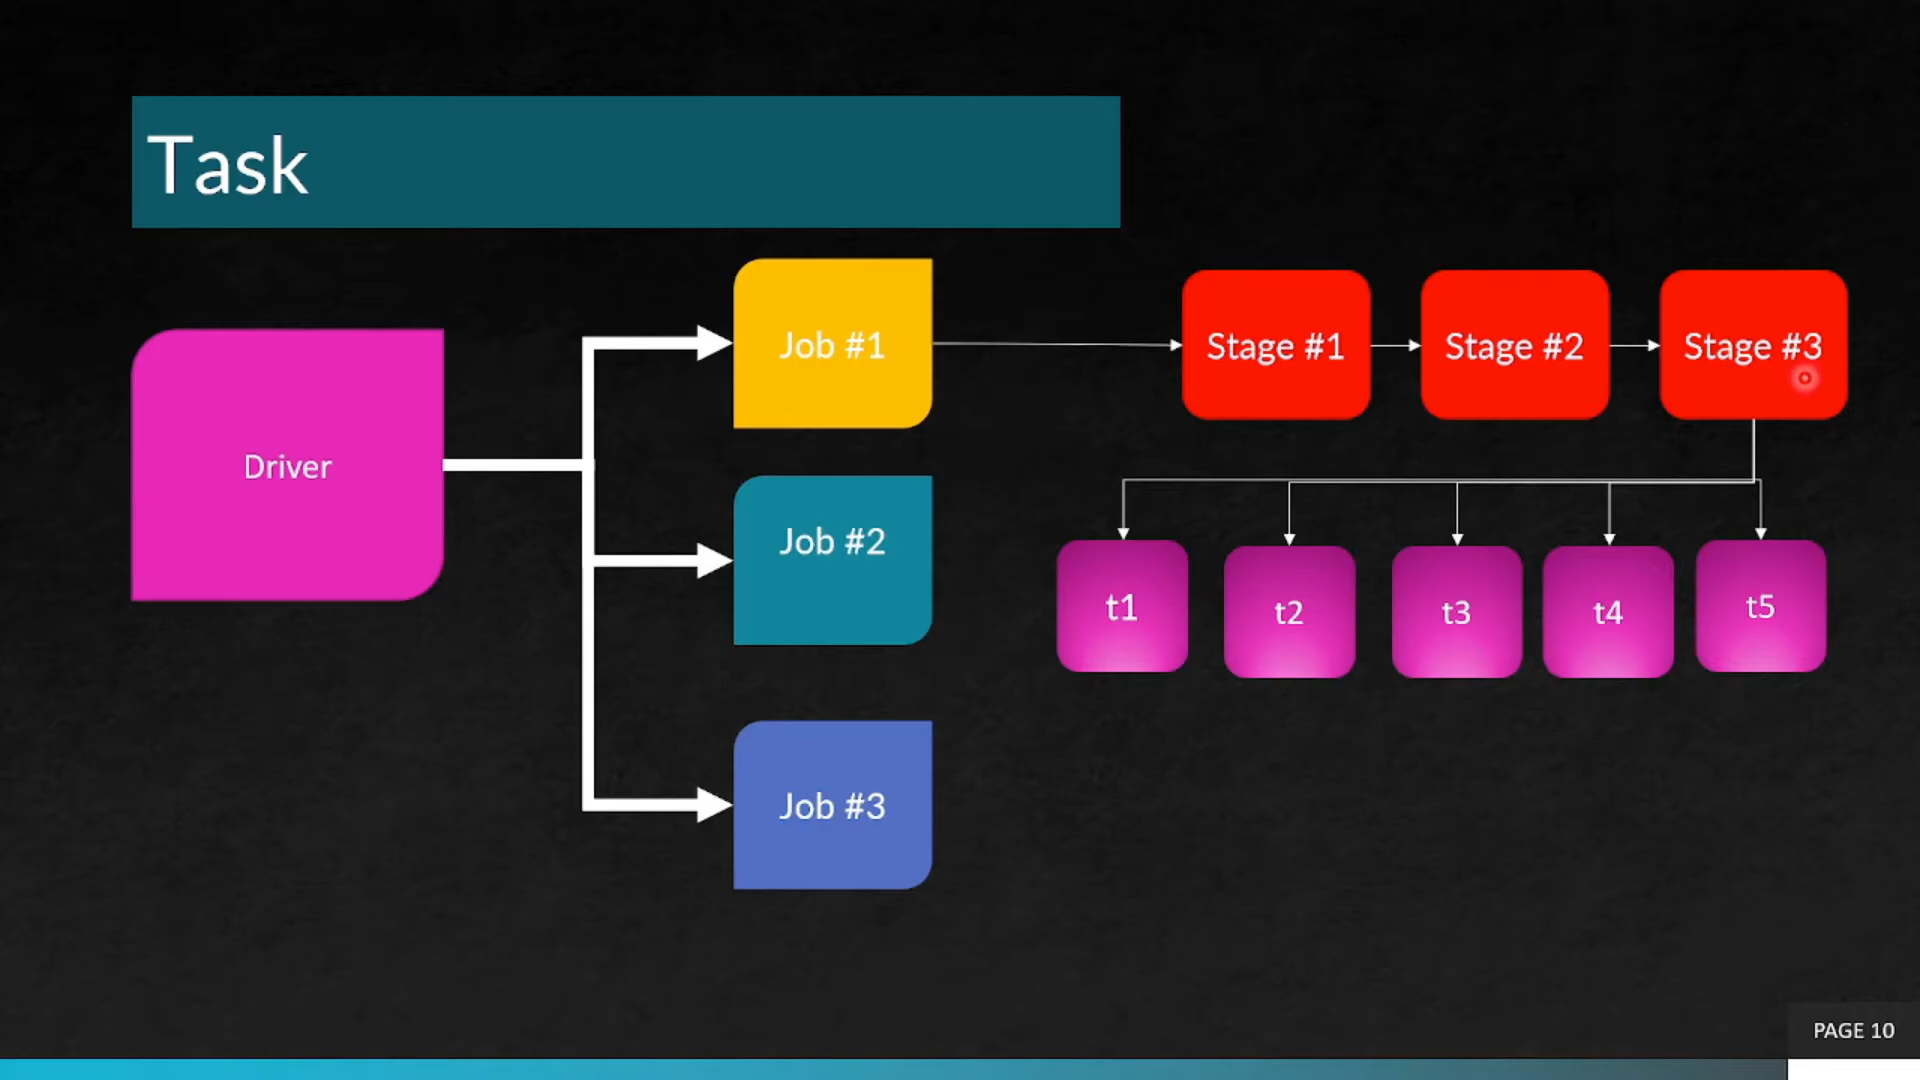 Task
Driver
Job #1
Stage #1
Stage #2
Stage #3
Job #2
t1
t2
t3
t4
t5
Job #3
PAGE 10